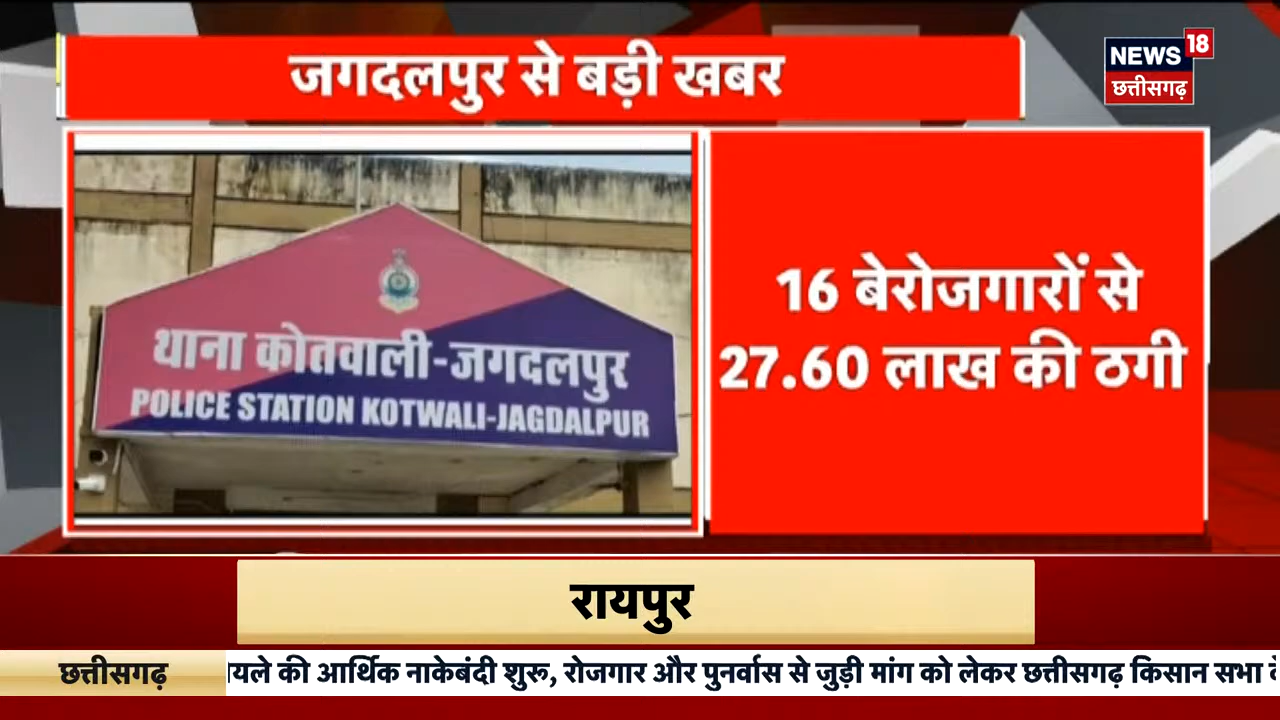 जगदलपुर से बड़ी खबर
NEWS 18
छत्तीसगढ़
थाना कोतवाली-जगदलपुर
POLICE STATION KOTWALI-JAGDALPUR
16 बेरोजगारों से
27.60 लाख की ठगी
रायपुर
छत्तीसगढ़
की आर्थिक नाकेबंदी शुरू, रोजगार और पुनर्वास से जुड़ी मांग को लेकर छत्तीसगढ़ किसान सभा